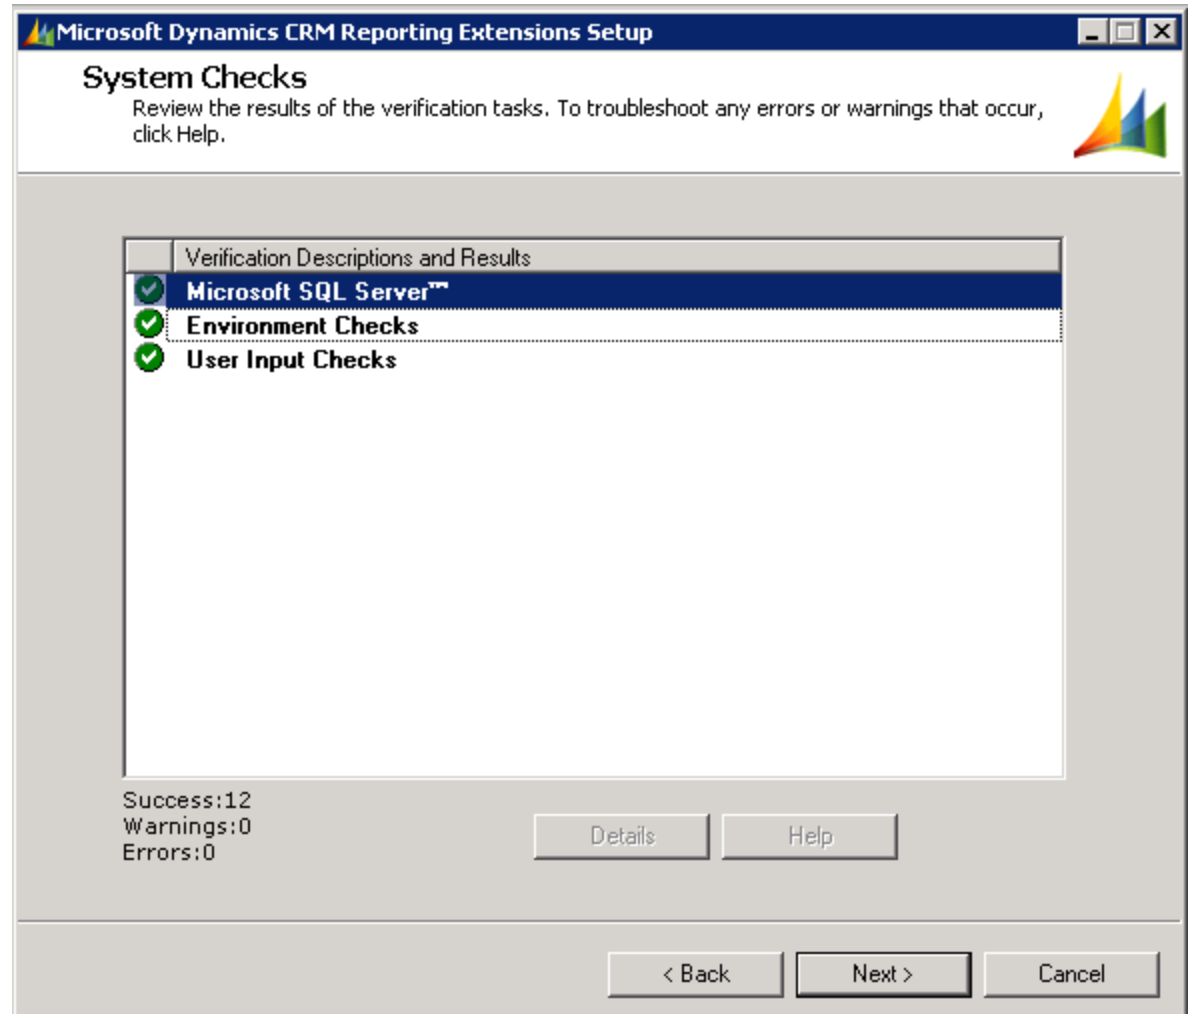 Microsoft Dynamics CRM Reporting Extensions Setup
System Checks
Review the results of the verification tasks. To troubleshoot any errors or warnings that occur,
click Help.
Verification Descriptions and Results
Microsoft SQL Server™
Environment Checks
User Input Checks
Success:12
Warnings:0
Errors:0
Details
Help
< Back
Next >
Cancel